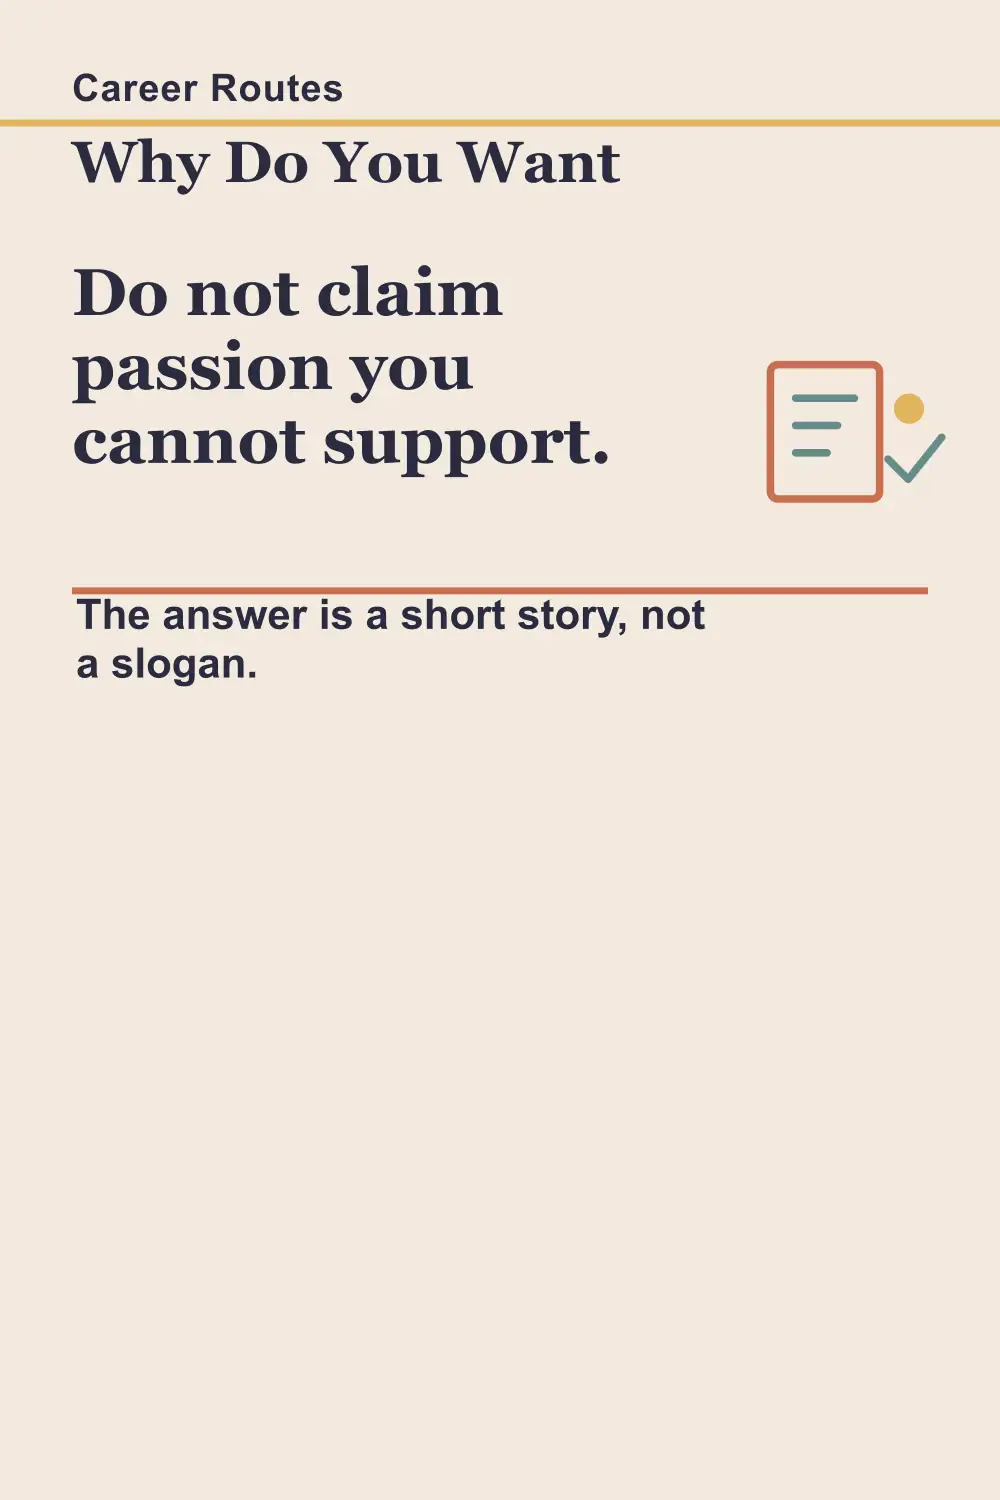 Career Routes
Why Do You Want
Do not claim
passion you
cannot support.
The answer is a short story, not
a slogan.